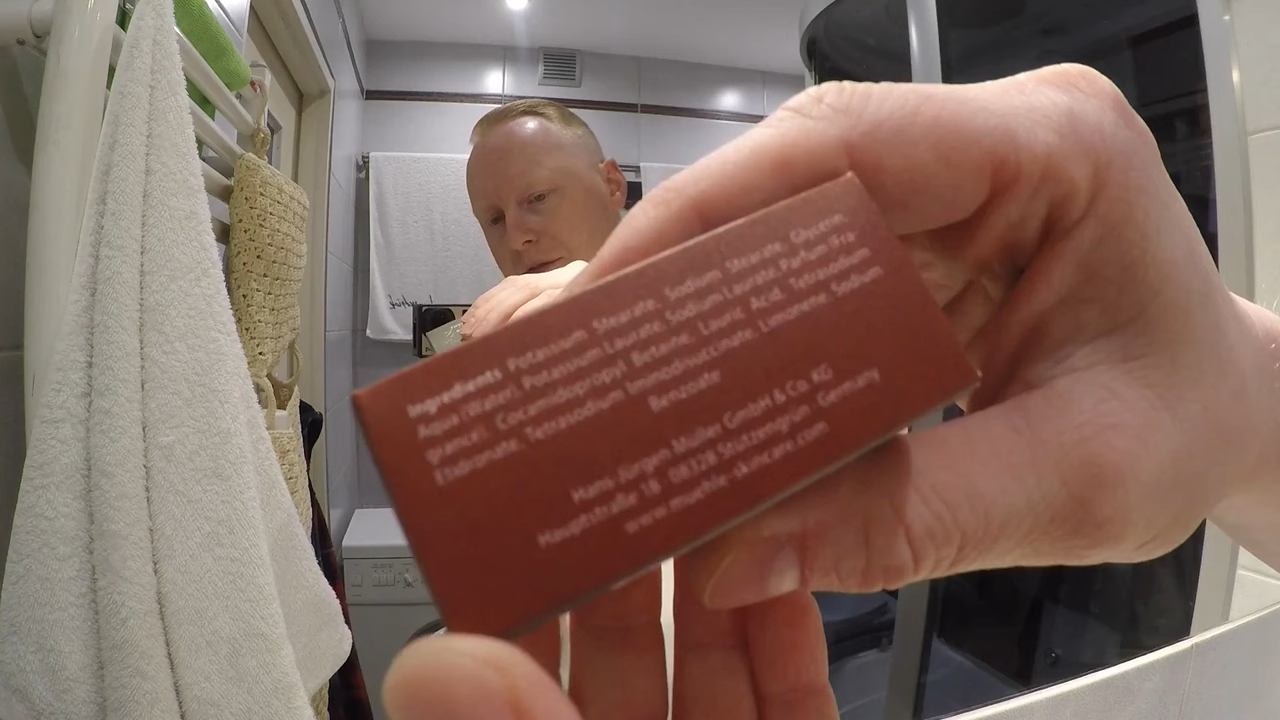 Ingredients Potassium Stearate, Sodium Stearate, Glycerin,
Aqua (Water), Potassium Laurate, Sodium Laurate, Parfum (Fra-
grance), Cocamidopropyl Betaine, Lauric Acid, Tetrasodium
Etidronate, Tetrasodium Iminodisuccinate, Limonene, Sodium
Benzoate
Hans-Jürgen Müller GmbH & Co. KG
Hauptstraße 18 · 08328 Stützengrün · Germany
www.muehle-skincare.com